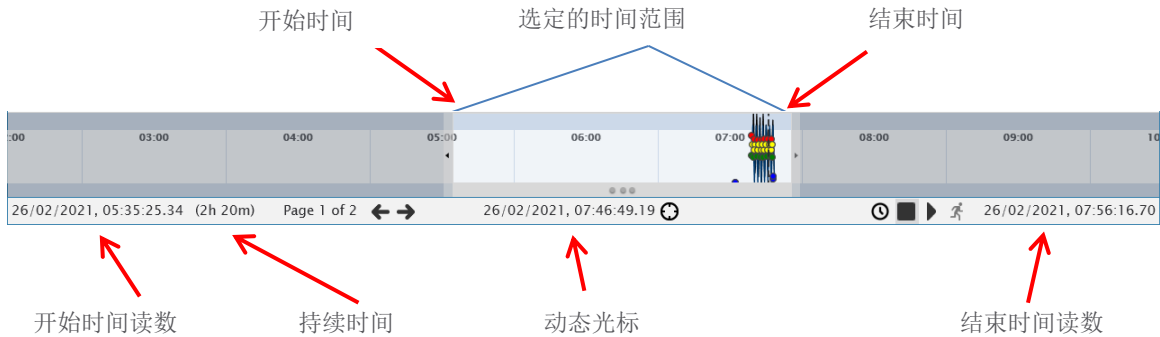 开始时间 选定的时间范围 结束时间
:00 03:00 04:00 05:00 06:00 07:00 08:00 09:00 10
26/02/2021, 05:35:25.34 (2h 20m) Page 1 of 2 26/02/2021, 07:46:49.19 26/02/2021, 07:56:16.70
开始时间读数 持续时间 动态光标 结束时间读数